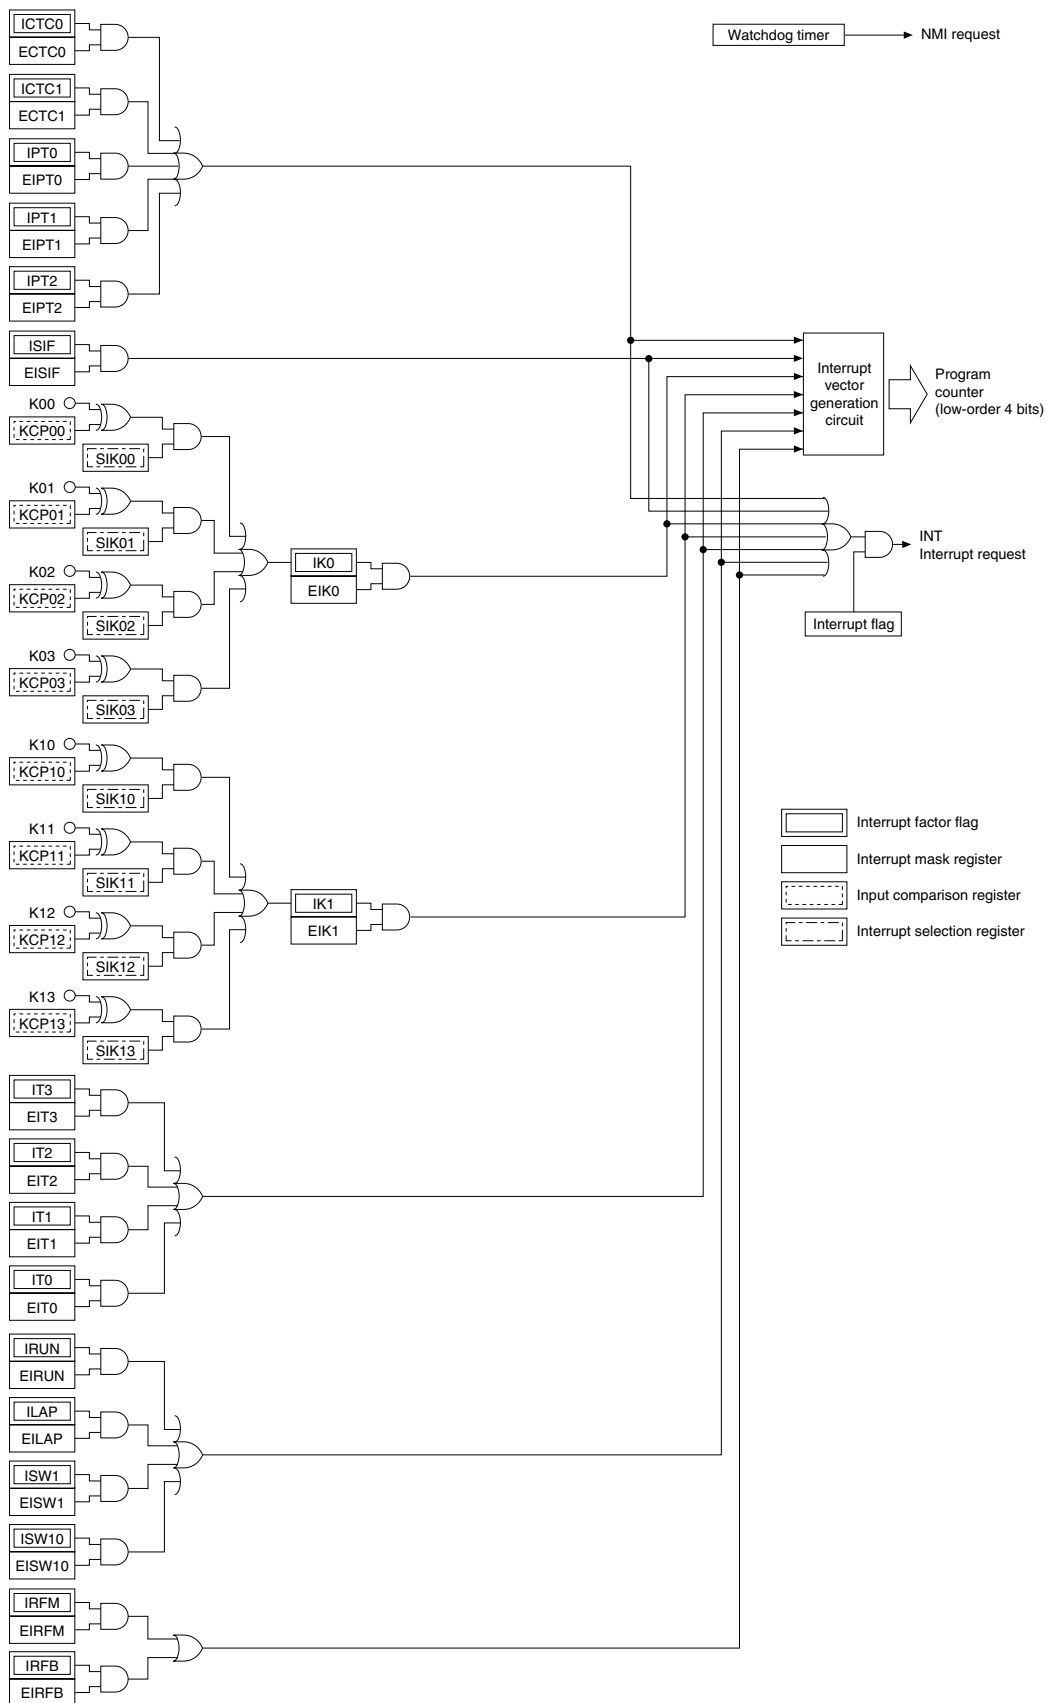 ICTC0
ECTC0
Watchdog timer
NMI request
ICTC1
ECTC1
IPT0
EIPT0
IPT1
EIPT1
IPT2
EIPT2
ISIF
EISIF
Interrupt
vector
generation
circuit
Program
counter
(low-order 4 bits)
K00
KCP00
SIK00
K01
KCP01
SIK01
K02
KCP02
SIK02
K03
KCP03
SIK03
IK0
EIK0
INT
Interrupt request
Interrupt flag
K10
KCP10
SIK10
K11
KCP11
SIK11
K12
KCP12
SIK12
K13
KCP13
SIK13
IK1
EIK1
Interrupt factor flag
Interrupt mask register
Input comparison register
Interrupt selection register
IT3
EIT3
IT2
EIT2
IT1
EIT1
IT0
EIT0
IRUN
EIRUN
ILAP
EILAP
ISW1
EISW1
ISW10
EISW10
IRFM
EIRFM
IRFB
EIRFB